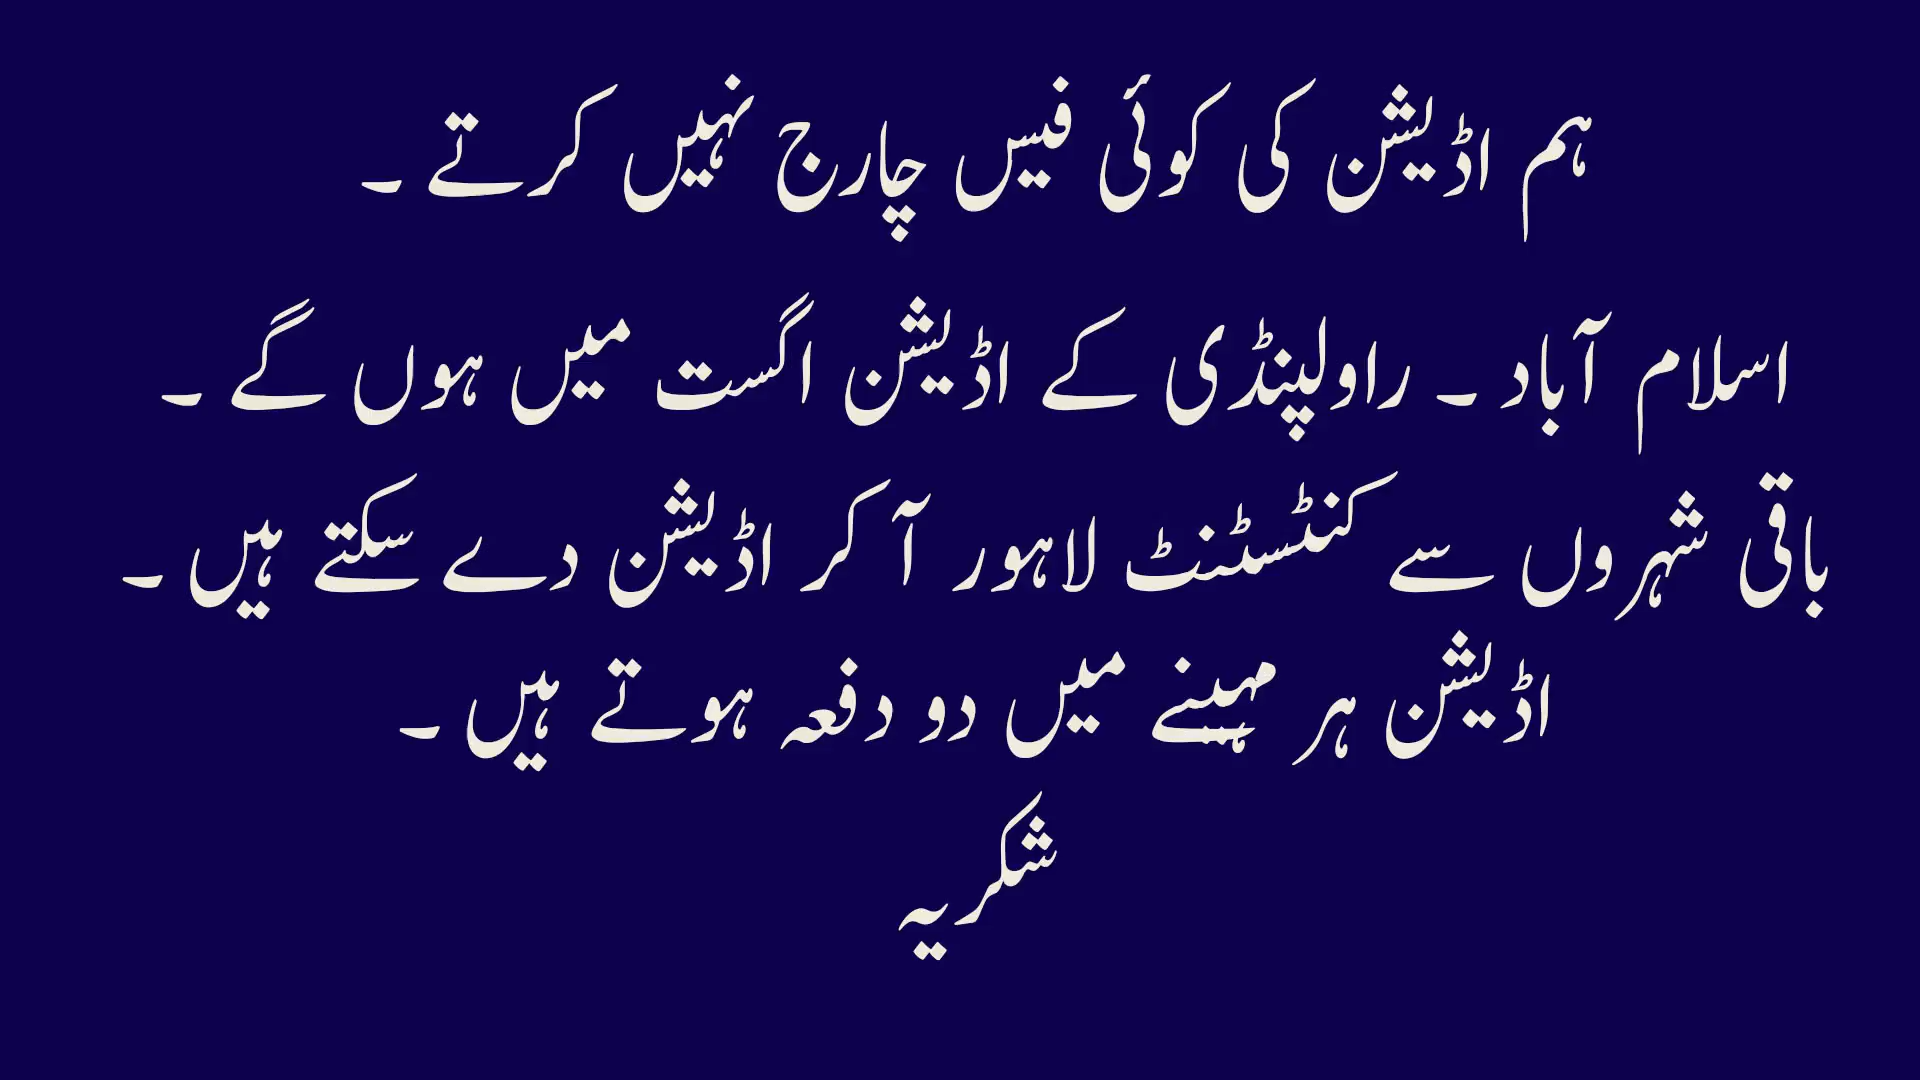 ہم اڈیشن کی کوئی فیس چارج نہیں کرتے ۔
اسلام آباد ۔ راولپنڈی کے اڈیشن اگست میں ہوں گے ۔
باقی شہروں سے کنٹسٹنٹ لاہور آ کر اڈیشن دے سکتے ہیں ۔
اڈیشن ہر مہینے میں دو دفعہ ہوتے ہیں ۔
شکریہ